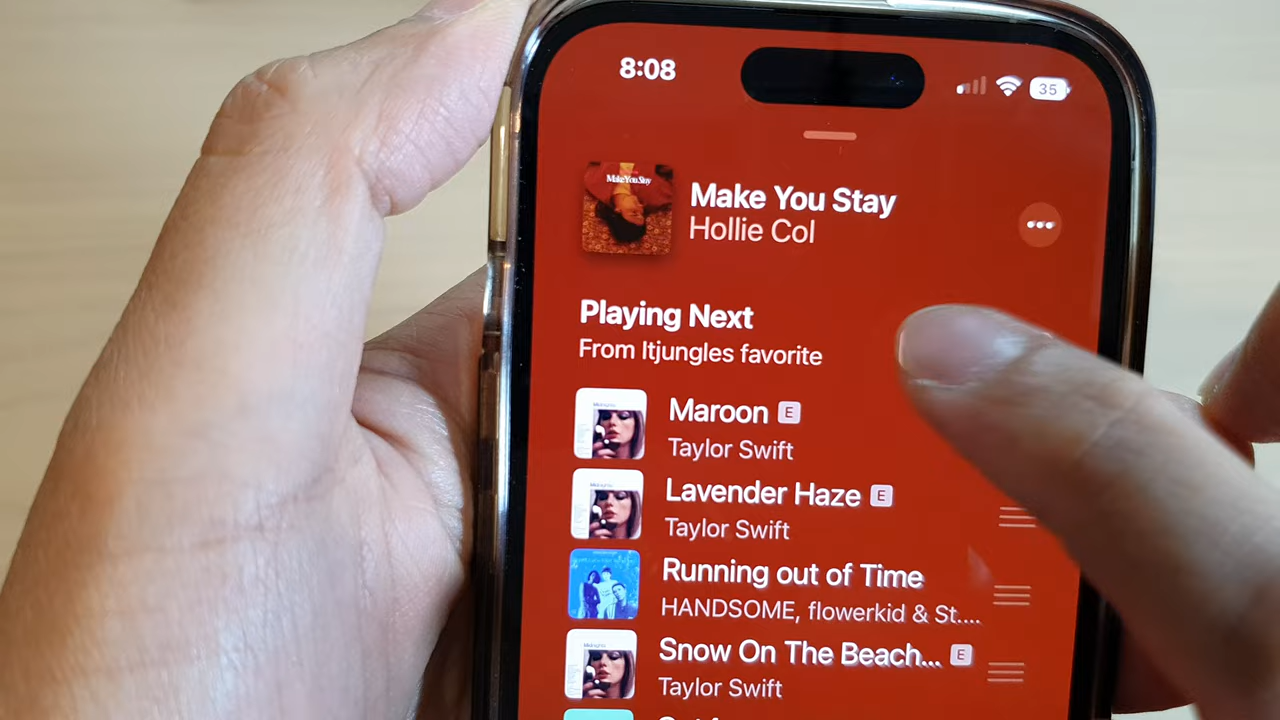 8:08
35
Make You Stay
Make You Stay
Hollie Col
Playing Next
From Itjungles favorite
Maroon E
Taylor Swift
Lavender Haze E
Taylor Swift
Running out of Time
HANDSOME, flowerkid & St....
Snow On The Beach... E
Taylor Swift